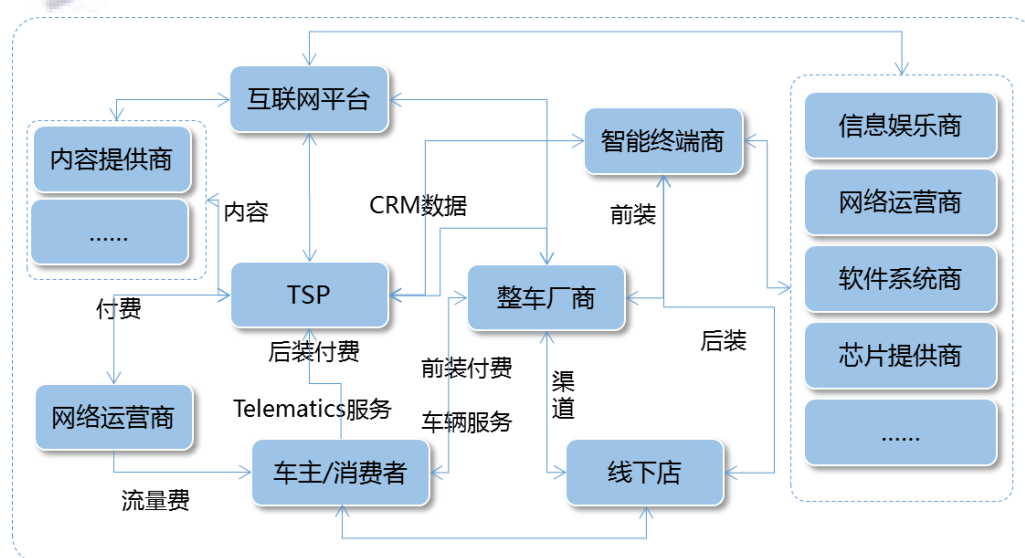 互联网平台
信息娱乐商
智能终端商
内容提供商
网络运营商
CRM数据
前装
内容
......
软件系统商
TSP
整车厂商
付费
后装
后装付费
芯片提供商
前装付费
渠
道
Telematics服务
网络运营商
车辆服务
......
车主/消费者
线下店
流量费